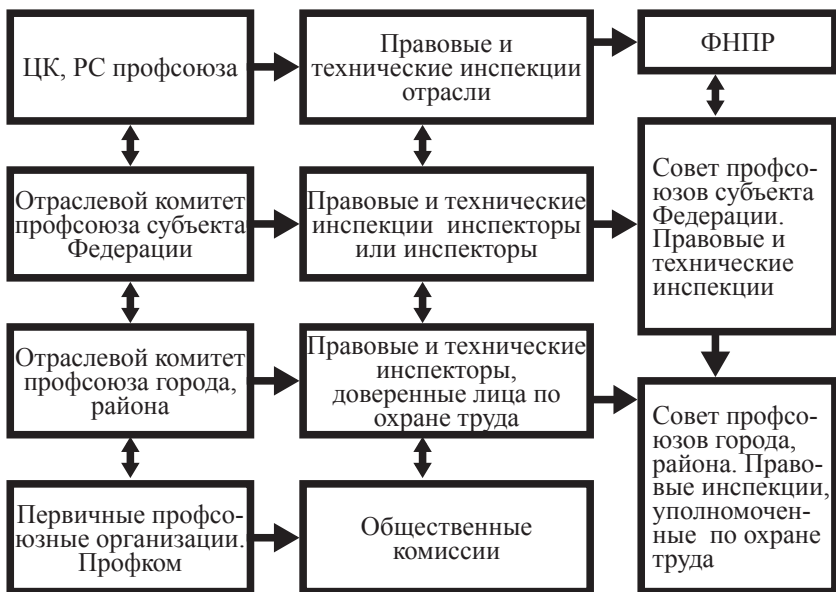 ЦК, РС профсоюза
Правовые и
технические инспекции
отрасли
ФНПР
Отраслевой комитет
профсоюза субъекта
Федерации
Правовые и технические
инспекции инспекторы
или инспекторы
Совет профсо-
юзов субъекта
Федерации.
Правовые и
технические
инспекции
Отраслевой комитет
профсоюза города,
района
Правовые и технические
инспекторы,
доверенные лица по
охране труда
Совет профсо-
юзов города,
района. Право-
вые инспекции,
уполномочен-
ные по охране
труда
Первичные профсо-
юзные организации.
Профком
Общественные
комиссии